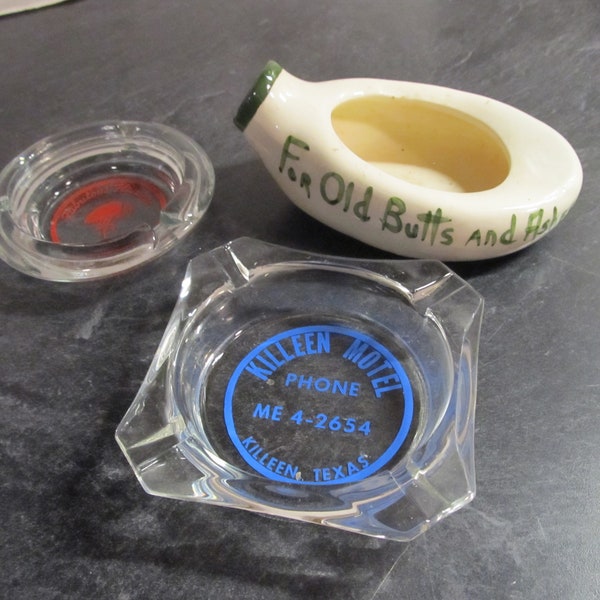 For Old Butts and
KILLEEN MOTEL
PHONE
ME 4-2654
KILLEEN, TEXAS